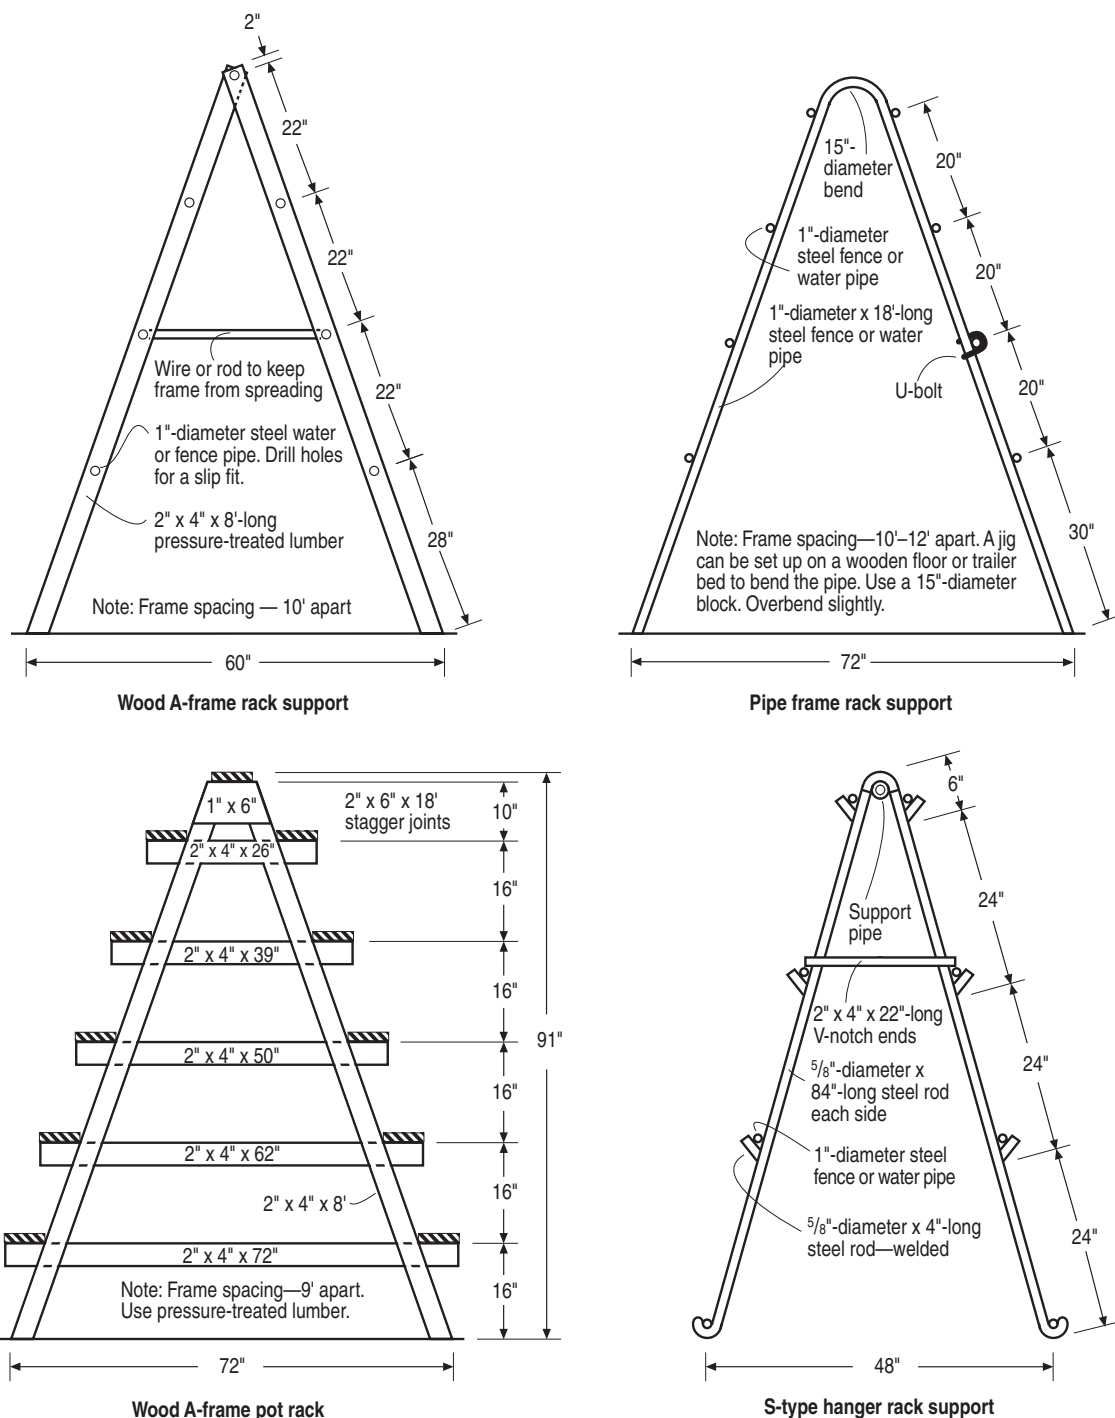 2"
22"
22"
22"
28"
Wire or rod to keep
frame from spreading
1"-diameter steel water
or fence pipe. Drill holes
for a slip fit.
2" x 4" x 8'-long
pressure-treated lumber
Note: Frame spacing — 10' apart
60"
Wood A-frame rack support
15"-
diameter
bend
20"
20"
20"
30"
1"-diameter
steel fence or
water pipe
1"-diameter x 18'-long
steel fence or water
pipe
U-bolt
Note: Frame spacing—10'–12' apart. A jig
can be set up on a wooden floor or trailer
bed to bend the pipe. Use a 15"-diameter
block. Overbend slightly.
72"
Pipe frame rack support
1" x 6"
2" x 6" x 18'
stagger joints
10"
2" x 4" x 26"
16"
2" x 4" x 39"
16"
2" x 4" x 50"
91"
16"
2" x 4" x 62"
2" x 4" x 8'
16"
2" x 4" x 72"
16"
Note: Frame spacing—9' apart.
Use pressure-treated lumber.
72"
Wood A-frame pot rack
6"
24"
Support
pipe
2" x 4" x 22"-long
V-notch ends
24"
5/8"-diameter x
84"-long steel rod
each side
1"-diameter steel
fence or water pipe
5/8"-diameter x 4"-long
steel rod—welded
24"
48"
S-type hanger rack support